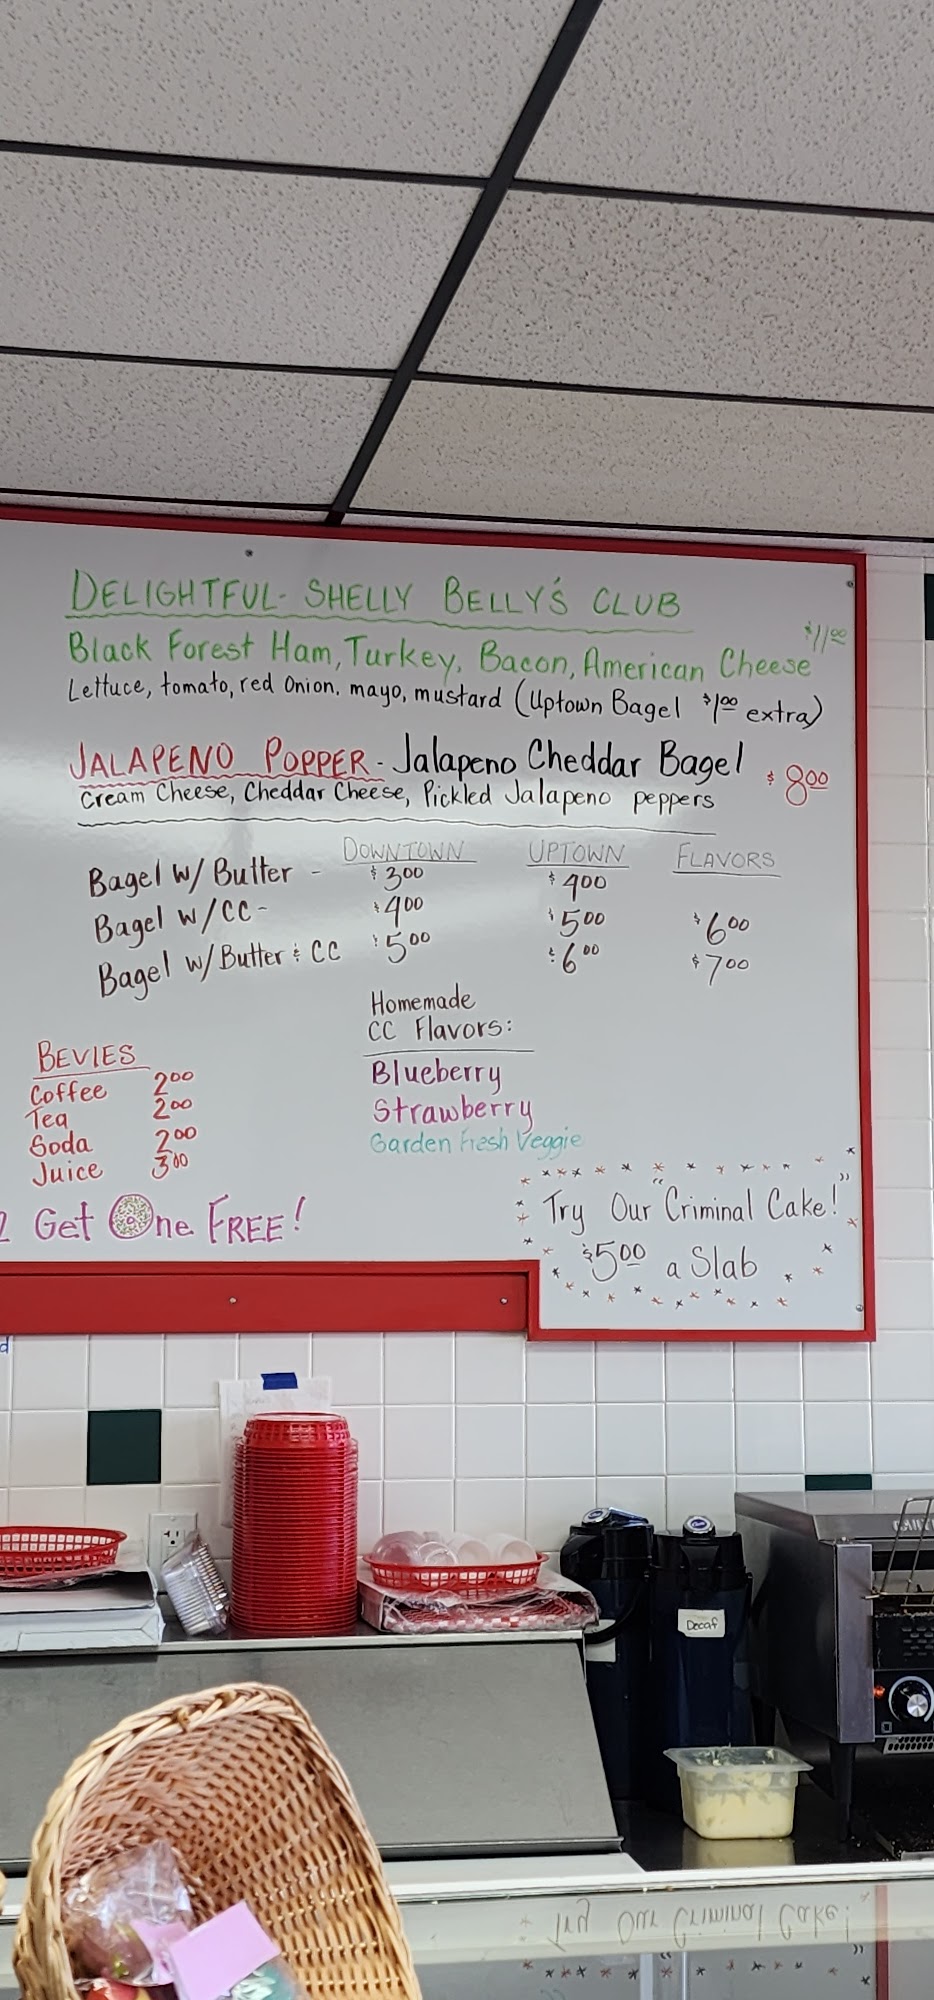 DELIGHTFUL- SHELLY BELLY'S CLUB
$11.00
Black Forest Ham, Turkey, Bacon, American Cheese
Lettuce, tomato, red Onion, mayo, mustard (Uptown Bagel $1.00 extra)
JALAPENO POPPER - Jalapeno Cheddar Bagel $8.00
Cream Cheese, Cheddar Cheese, Pickled Jalapeno peppers
DOWNTOWN UPTOWN FLAVORS
Bagel w/ Butter - $3.00 $4.00
Bagel w/CC - $4.00 $5.00 $6.00
Bagel w/Butter & CC $5.00 $6.00 $7.00
Homemade
CC Flavors:
Blueberry
Strawberry
Garden Fresh Veggie
BEVIES
Coffee 2.00
Tea 2.00
Soda 2.00
Juice 3.00
Get One FREE!
Try Our "Criminal Cake!"
$5.00 a Slab
Decaf